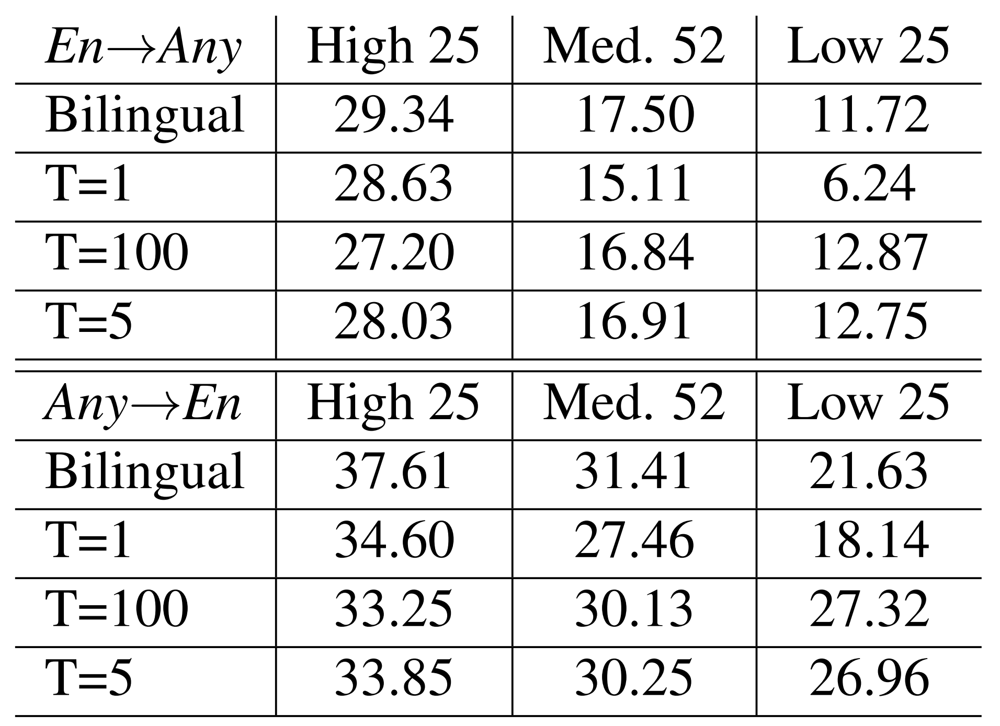 En→Any High 25 Med. 52 Low 25
Bilingual 29.34 17.50 11.72
T=1 28.63 15.11 6.24
T=100 27.20 16.84 12.87
T=5 28.03 16.91 12.75
Any→En High 25 Med. 52 Low 25
Bilingual 37.61 31.41 21.63
T=1 34.60 27.46 18.14
T=100 33.25 30.13 27.32
T=5 33.85 30.25 26.96